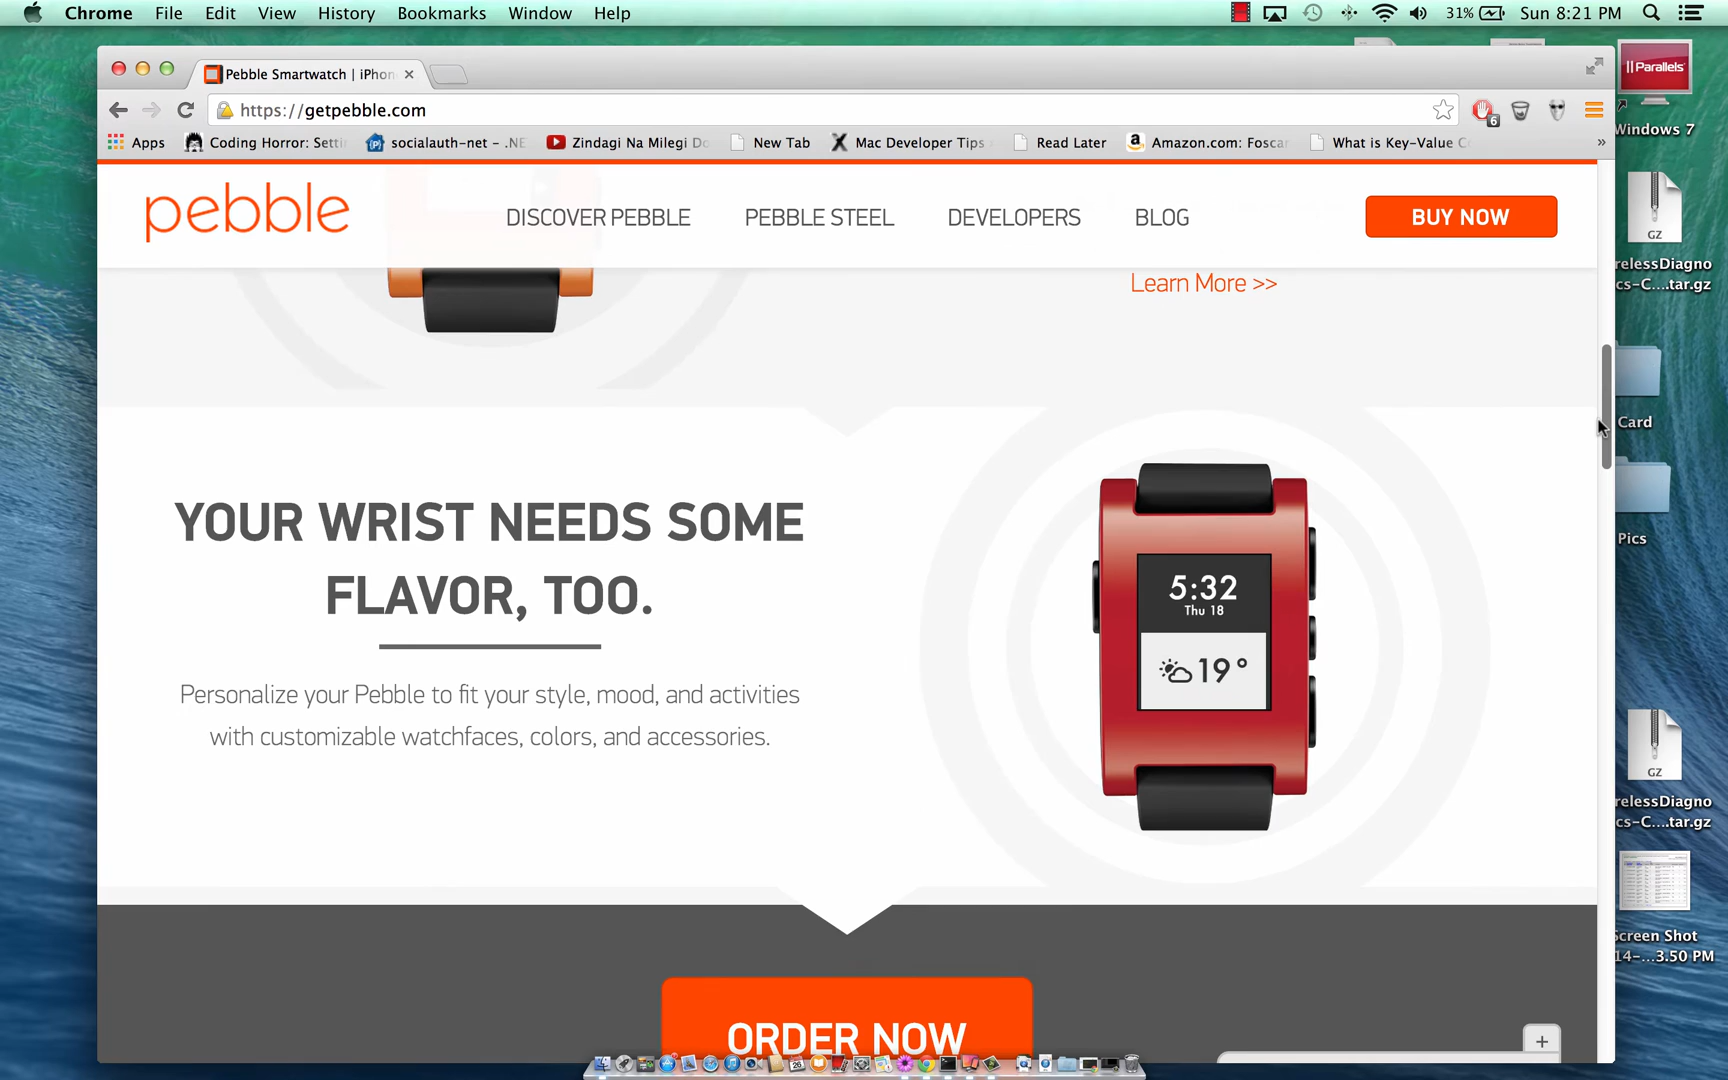 Chrome File Edit View History Bookmarks Window Help
31% Sun 8:21 PM
Pebble Smartwatch | iPhon
https://getpebble.com
6
Apps Coding Horror: Setti socialauth-net - .NE Zindagi Na Milegi Do New Tab Mac Developer Tips Read Later Amazon.com: Foscar What is Key-Value C »
pebble DISCOVER PEBBLE PEBBLE STEEL DEVELOPERS BLOG BUY NOW
Learn More >>
YOUR WRIST NEEDS SOME
FLAVOR, TOO.
Personalize your Pebble to fit your style, mood, and activities
with customizable watchfaces, colors, and accessories.
5:32
Thu 18
19°
ORDER NOW
+
|| Parallels
Windows 7
GZ
relessDiagno
cs-C....tar.gz
Card
Pics
GZ
relessDiagno
cs-C....tar.gz
Screen Shot
14-...3.50 PM